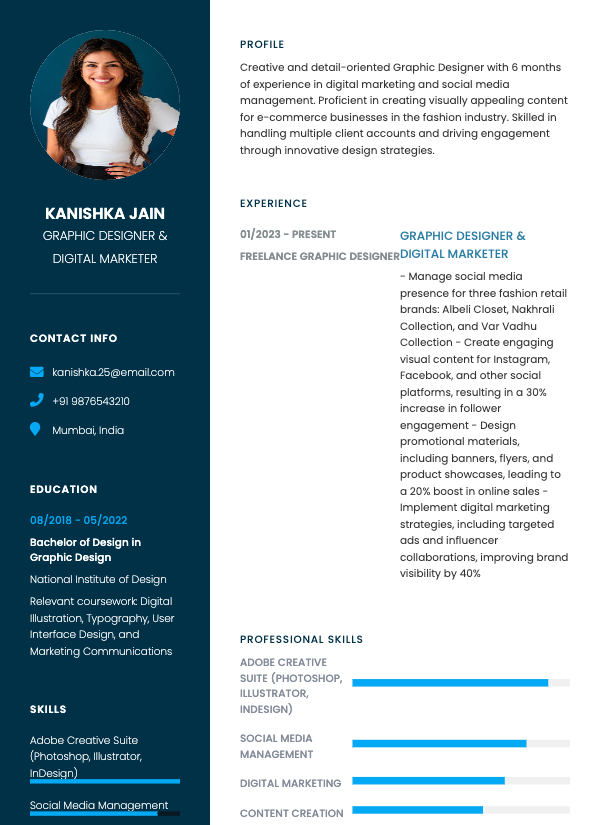 KANISHKA JAIN
GRAPHIC DESIGNER &
DIGITAL MARKETER
CONTACT INFO
kanishka.25@email.com
+91 9876543210
Mumbai, India
EDUCATION
08/2018 - 05/2022
Bachelor of Design in
Graphic Design
National Institute of Design
Relevant coursework: Digital
Illustration, Typography, User
Interface Design, and
Marketing Communications
SKILLS
Adobe Creative Suite
(Photoshop, Illustrator,
InDesign)
Social Media Management
PROFILE
Creative and detail-oriented Graphic Designer with 6 months
of experience in digital marketing and social media
management. Proficient in creating visually appealing content
for e-commerce businesses in the fashion industry. Skilled in
handling multiple client accounts and driving engagement
through innovative design strategies.
EXPERIENCE
01/2023 - PRESENT
FREELANCE GRAPHIC DESIGNER
GRAPHIC DESIGNER &
DIGITAL MARKETER
- Manage social media
presence for three fashion retail
brands: Albeli Closet, Nakhrali
Collection, and Var Vadhu
Collection - Create engaging
visual content for Instagram,
Facebook, and other social
platforms, resulting in a 30%
increase in follower
engagement - Design
promotional materials,
including banners, flyers, and
product showcases, leading to
a 20% boost in online sales -
Implement digital marketing
strategies, including targeted
ads and influencer
collaborations, improving brand
visibility by 40%
PROFESSIONAL SKILLS
ADOBE CREATIVE
SUITE (PHOTOSHOP,
ILLUSTRATOR,
INDESIGN)
SOCIAL MEDIA
MANAGEMENT
DIGITAL MARKETING
CONTENT CREATION